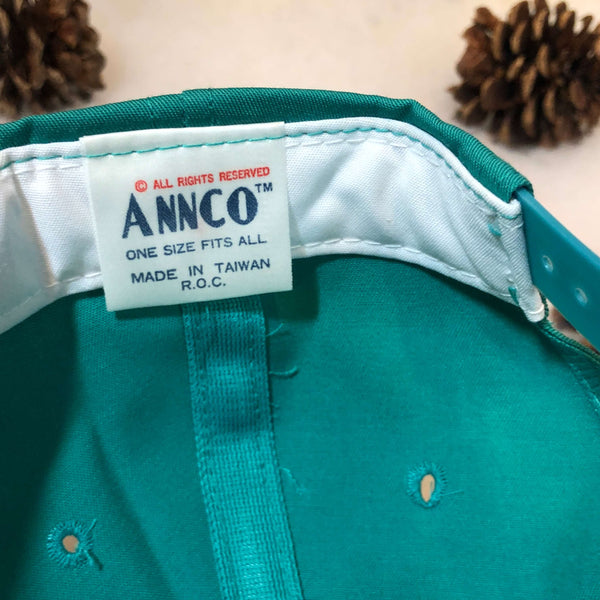 © ALL RIGHTS RESERVED
ANNCO™
ONE SIZE FITS ALL
MADE IN TAIWAN
R.O.C.